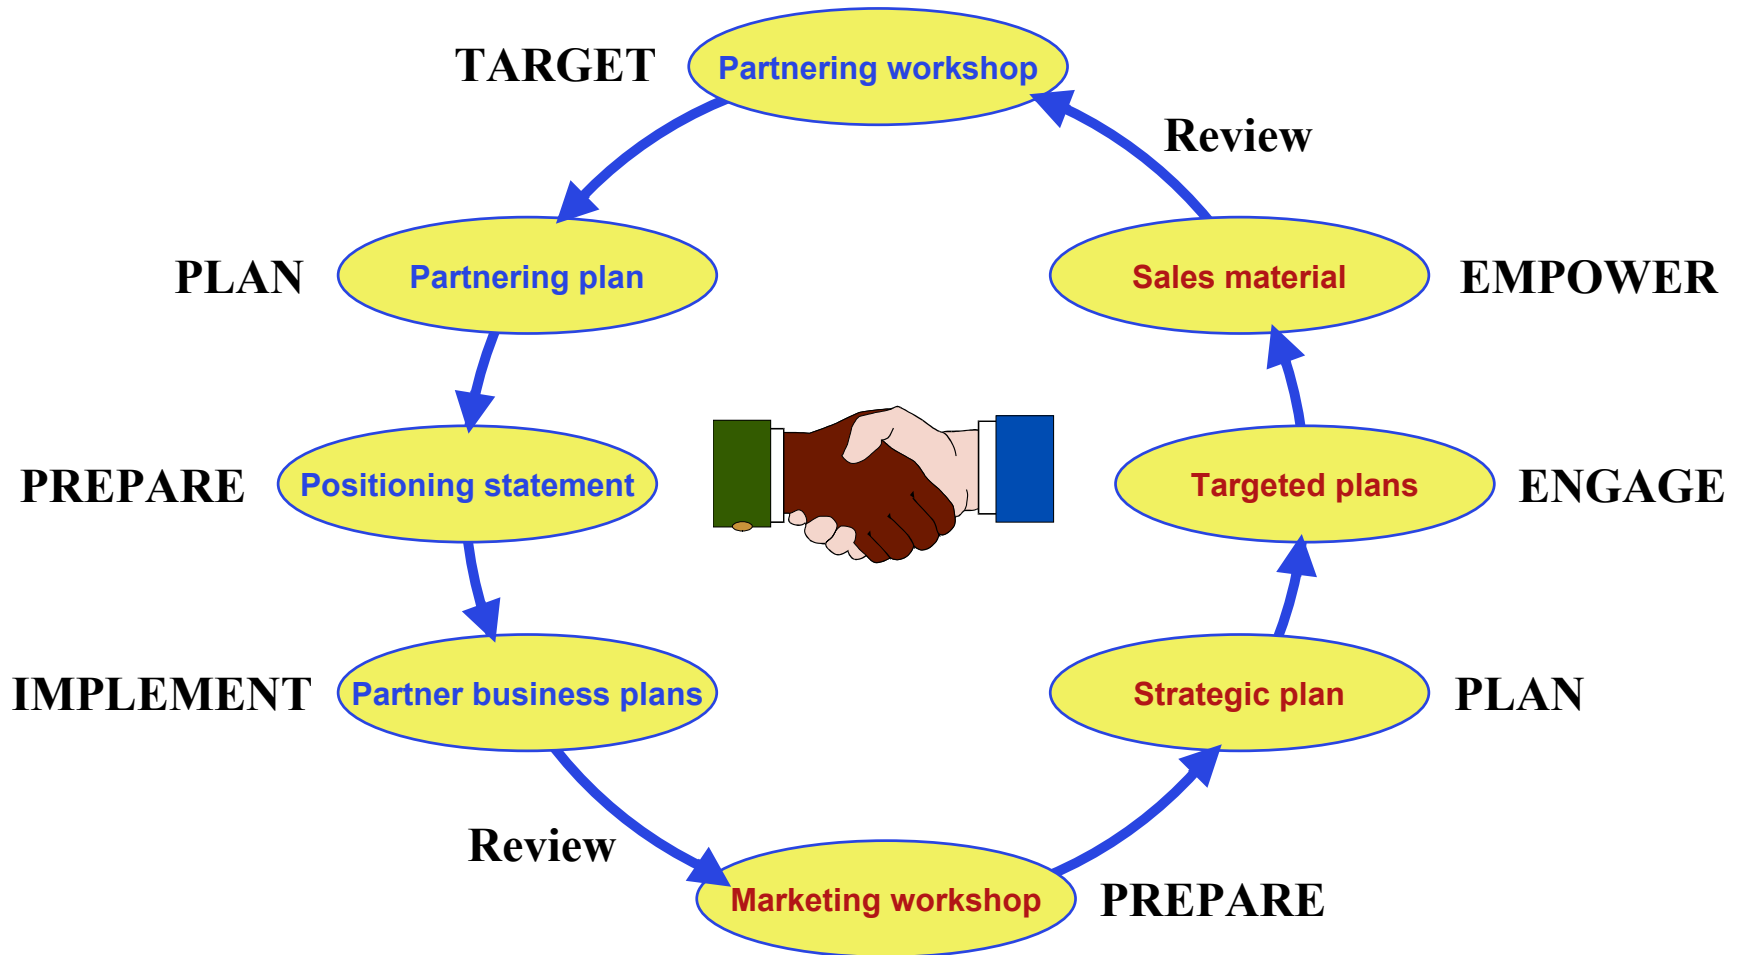 TARGET
Partnering workshop
Review
PLAN
Partnering plan
Sales material
EMPOWER
PREPARE
Positioning statement
Targeted plans
ENGAGE
IMPLEMENT
Partner business plans
Strategic plan
PLAN
Review
Marketing workshop
PREPARE